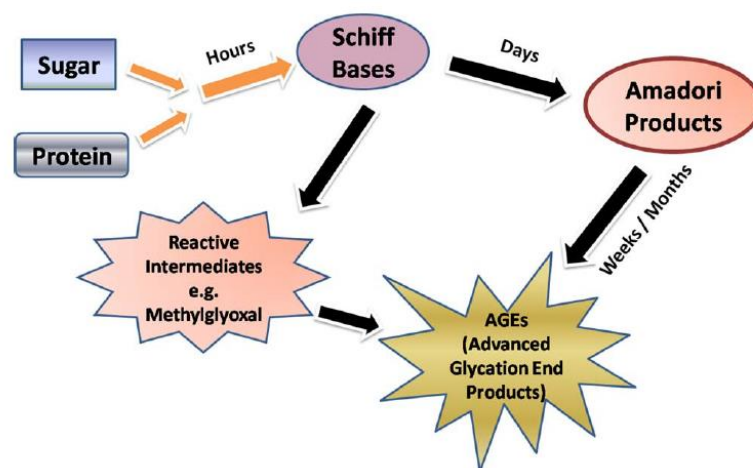 Sugar
Protein
Hours
Schiff
Bases
Days
Amadori
Products
Weeks / Months
Reactive
Intermediates
e.g.
Methylglyoxal
AGEs
(Advanced
Glycation End
Products)